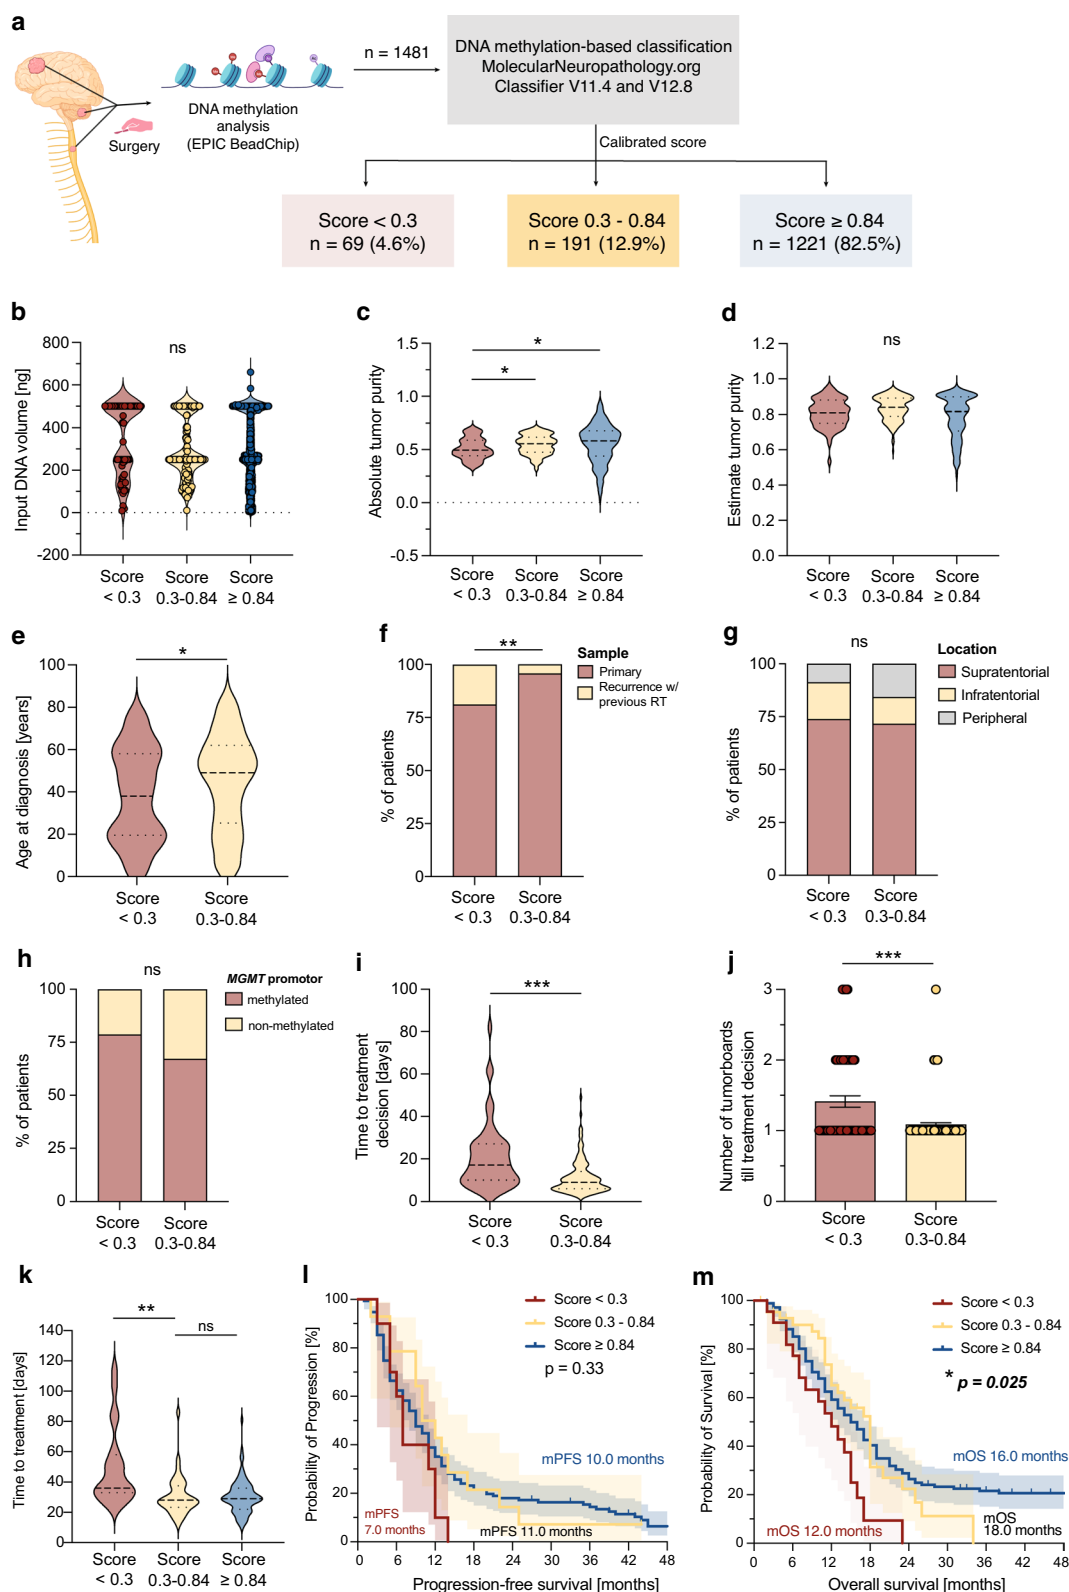 a
n = 1481
DNA methylation-based classification
MolecularNeuropathology.org
Classifier V11.4 and V12.8
DNA methylation
analysis
(EPIC BeadChip)
Surgery
Calibrated score
Score < 0.3
n = 69 (4.6%)
Score 0.3 - 0.84
n = 191 (12.9%)
Score ≥ 0.84
n = 1221 (82.5%)
b
Input DNA volume [ng]
800
600
400
200
0
-200
ns
Score
< 0.3
Score
0.3-0.84
Score
≥ 0.84
c
Absolute tumor purity
1.5
1.0
0.5
0.0
-0.5
*
*
Score
< 0.3
Score
0.3-0.84
Score
≥ 0.84
d
Estimate tumor purity
1.2
1.0
0.8
0.6
0.4
0.2
0.0
ns
Score
< 0.3
Score
0.3-0.84
Score
≥ 0.84
e
Age at diagnosis [years]
100
80
60
40
20
0
*
Score
< 0.3
Score
0.3-0.84
f
% of patients
100
75
50
25
0
**
Sample
Primary
Recurrence w/
previous RT
Score
< 0.3
Score
0.3-0.84
g
% of patients
100
75
50
25
0
ns
Location
Supratentorial
Infratentorial
Peripheral
Score
< 0.3
Score
0.3-0.84
h
% of patients
100
75
50
25
0
ns
MGMT promotor
methylated
non-methylated
Score
< 0.3
Score
0.3-0.84
i
Time to treatment
decision [days]
100
80
60
40
20
0
***
Score
< 0.3
Score
0.3-0.84
j
Number of tumorboards
till treatment decision
3
2
1
0
***
Score
< 0.3
Score
0.3-0.84
k
Time to treatment [days]
140
120
100
80
60
40
20
0
**
ns
Score
< 0.3
Score
0.3-0.84
Score
≥ 0.84
l
Probability of Progression [%]
100
80
60
40
20
0
Score < 0.3
Score 0.3 - 0.84
Score ≥ 0.84
p = 0.33
mPFS 10.0 months
mPFS
7.0 months
mPFS 11.0 months
0 6 12 18 24 30 36 42 48
Progression-free survival [months]
m
Probability of Survival [%]
100
80
60
40
20
0
Score < 0.3
Score 0.3 - 0.84
Score ≥ 0.84
* p = 0.025
mOS 16.0 months
mOS 12.0 months
mOS
18.0 months
0 6 12 18 24 30 36 42 48
Overall survival [months]